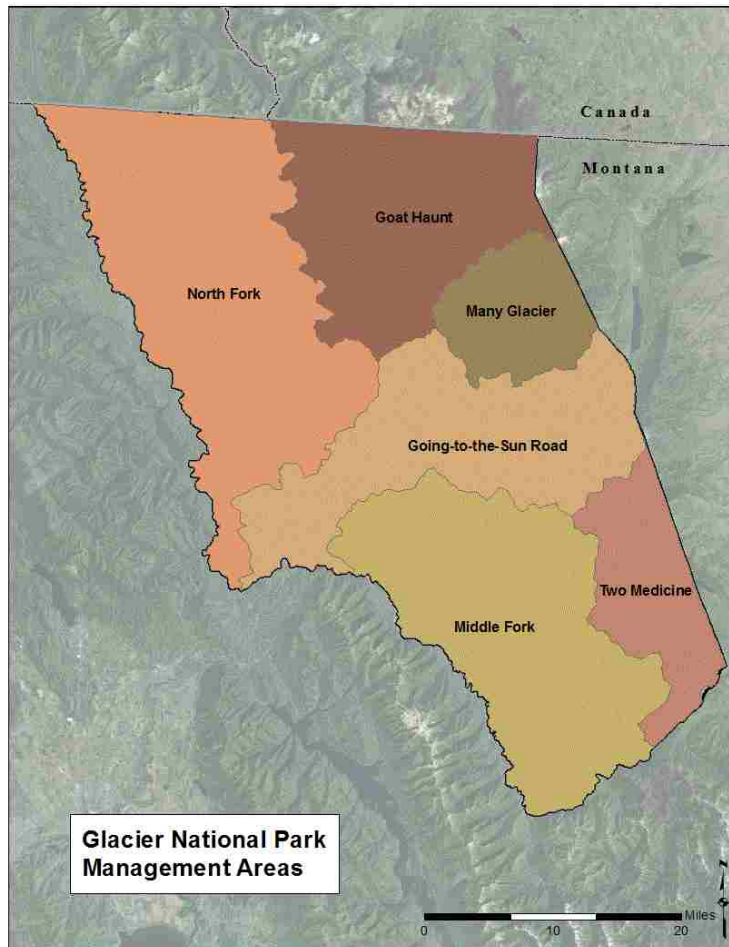 Canada
Montana
Goat Haunt
North Fork
Many Glacier
Going-to-the-Sun Road
Two Medicine
Middle Fork
Glacier National Park
Management Areas
Miles
0 10 20